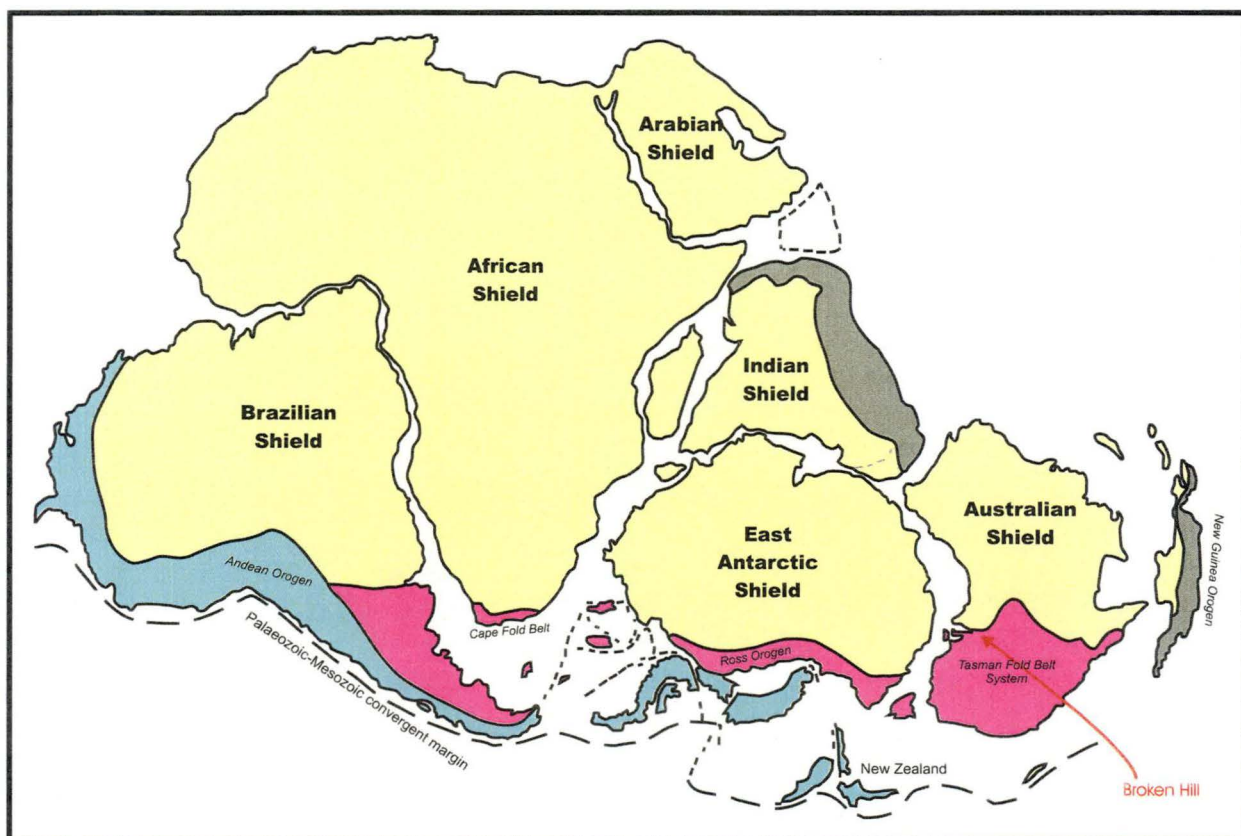 Arabian
Shield
African
Shield
Indian
Shield
Brazilian
Shield
Australian
Shield
East
Antarctic
Shield
New Guinea Orogen
Andean Orogen
Cape Fold Belt
Ross Orogen
Tasman Fold Belt
System
Palaeozoic-Mesozoic convergent margin
New Zealand
Broken Hill